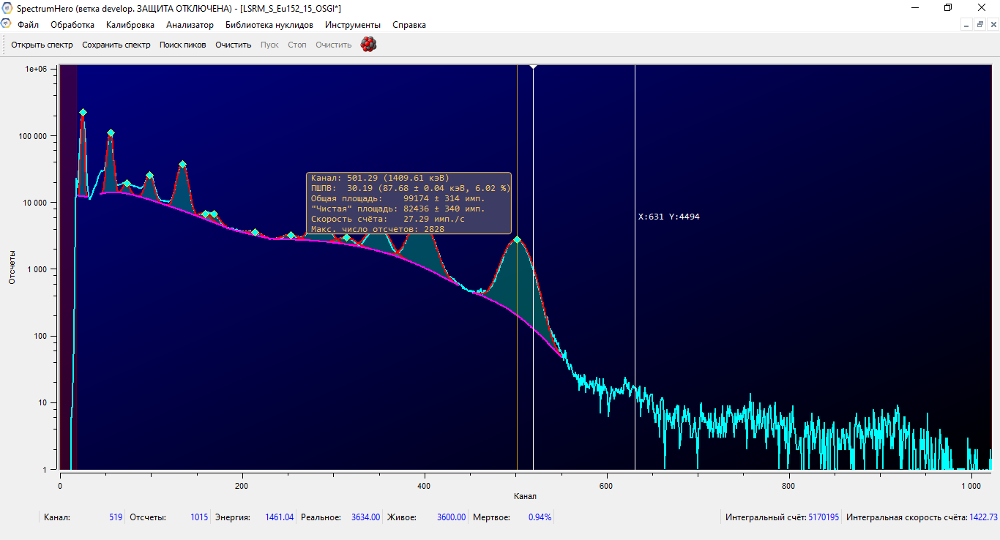 SpectrumHero (ветка develop. ЗАЩИТА ОТКЛЮЧЕНА) - [LSRM_S_Eu152_15_OSGI*]
Файл Обработка Калибровка Анализатор Библиотека нуклидов Инструменты Справка
Открыть спектр Сохранить спектр Поиск пиков Очистить Пуск Стоп Очистить
1e+06
100 000
10 000
1 000
100
10
1
Отсчеты
Канал: 501.29 (1409.61 кэВ)
ПШПВ: 30.19 (87.68 ± 0.04 кэВ, 6.02 %)
Общая площадь: 99174 ± 314 имп.
"Чистая" площадь: 82436 ± 340 имп.
Скорость счёта: 27.29 имп./с
Макс. число отсчетов: 2828
X:631 Y:4494
0 200 400 600 800 1 000
Канал
Канал: 519 Отсчеты: 1015 Энергия: 1461.04 Реальное: 3634.00 Живое: 3600.00 Мертвое: 0.94% Интегральный счёт: 5170195 Интегральная скорость счёта: 1422.73